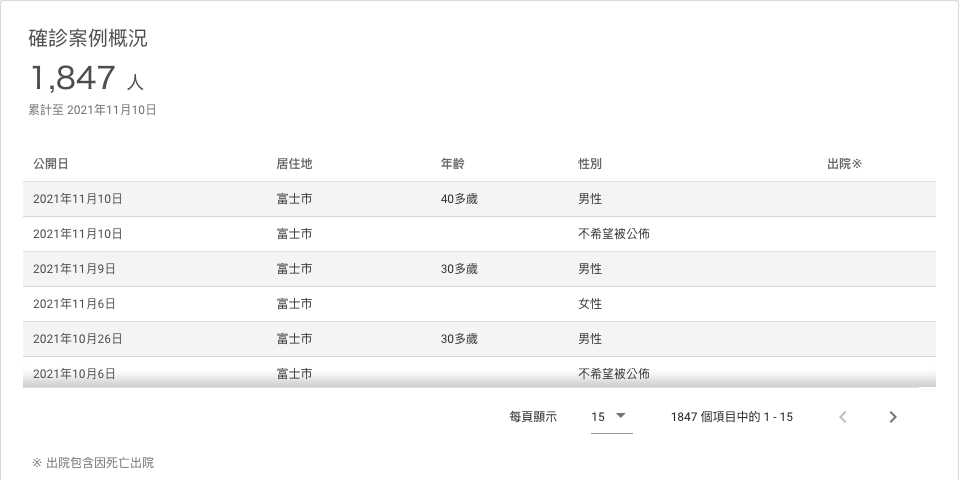 確診案例概況
1,847 人
累計至 2021年11月10日
公開日 居住地 年齡 性別 出院※
2021年11月10日 富士市 40多歲 男性
2021年11月10日 富士市 不希望被公佈
2021年11月9日 富士市 30多歲 男性
2021年11月6日 富士市 女性
2021年10月26日 富士市 30多歲 男性
2021年10月6日 富士市 不希望被公佈
每頁顯示 15 1847 個項目中的 1 - 15
※ 出院包含因死亡出院